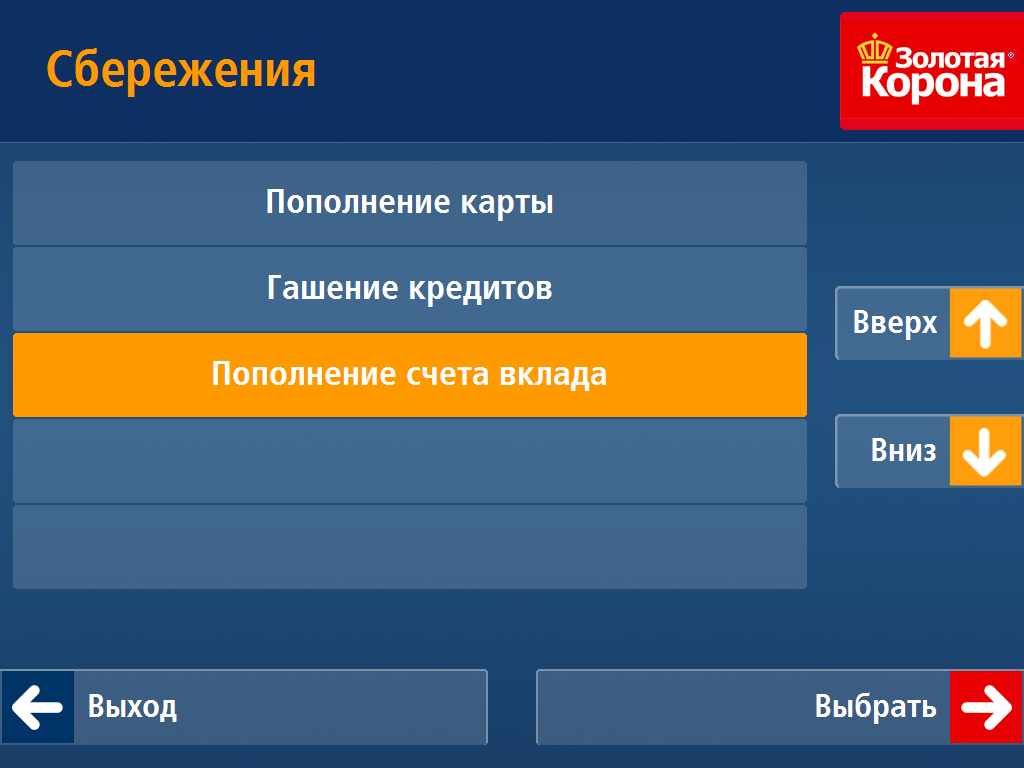 Сбережения
Золотая®
Корона
Пополнение карты
Гашение кредитов
Пополнение счета вклада
Вверх
Вниз
Выход
Выбрать